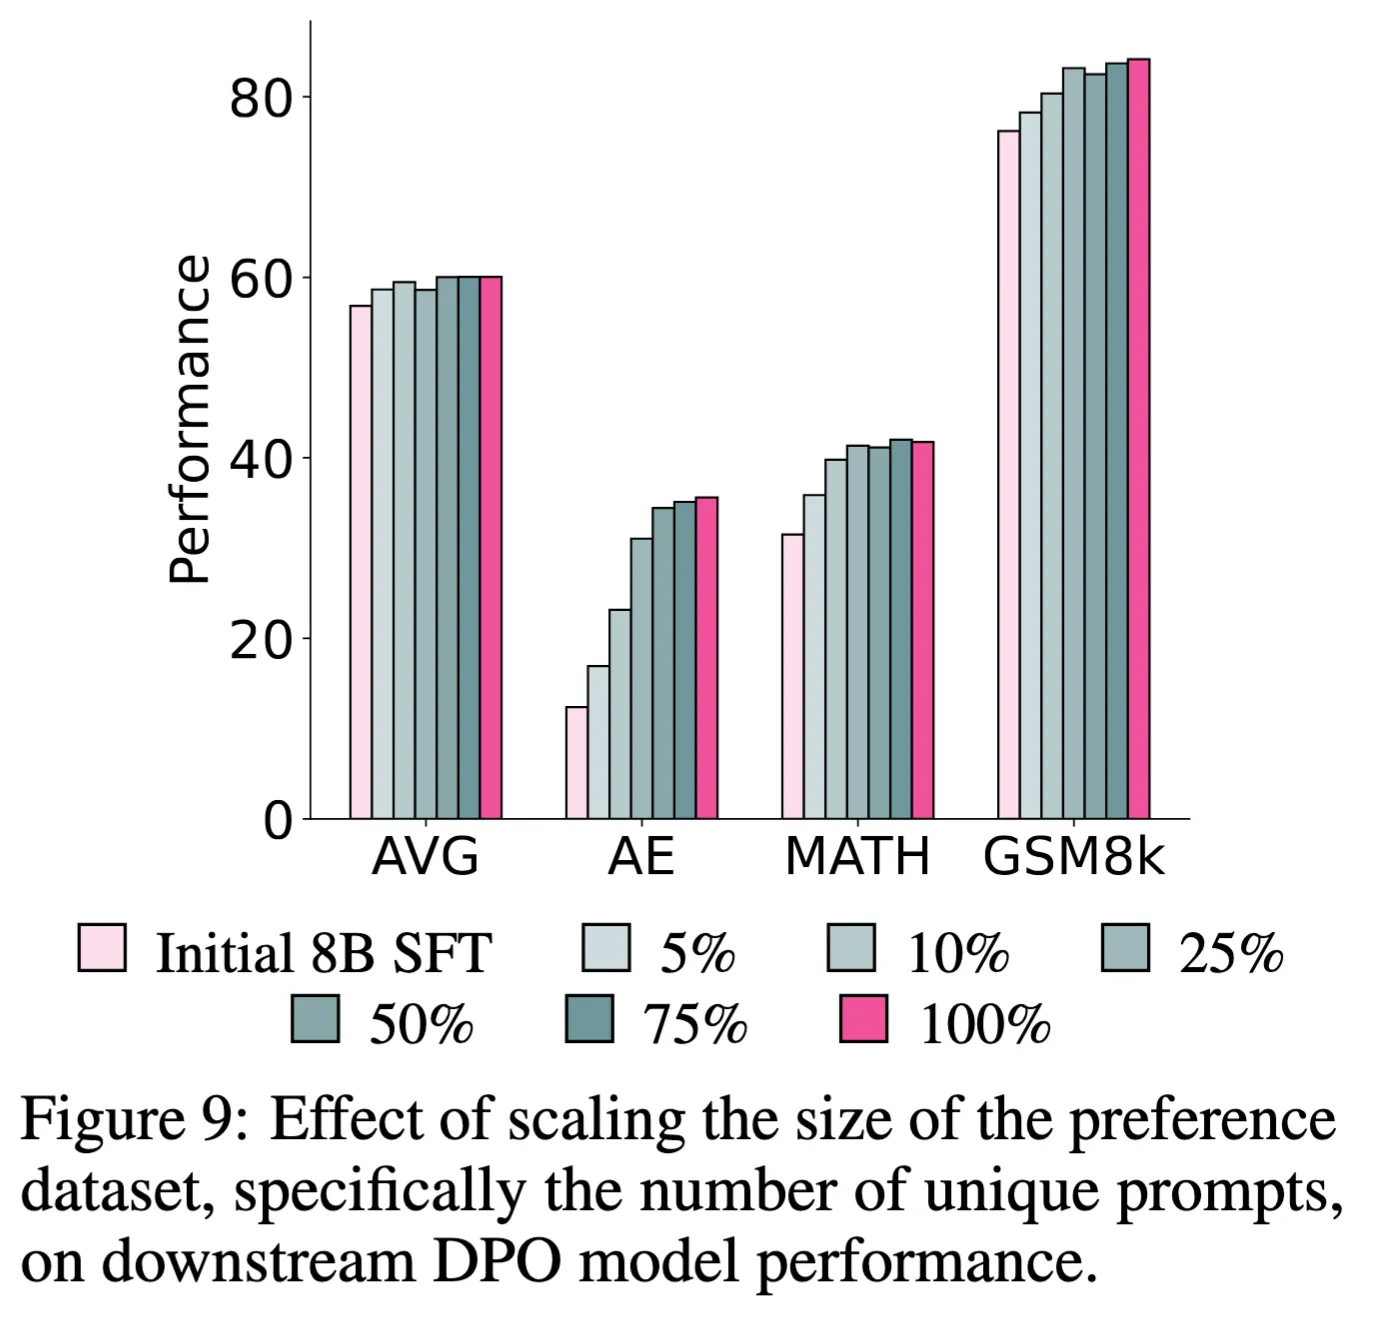 80
60
40
20
0
Performance
AVG AE MATH GSM8k
Initial 8B SFT 5% 10% 25%
50% 75% 100%
Figure 9: Effect of scaling the size of the preference
dataset, specifically the number of unique prompts,
on downstream DPO model performance.